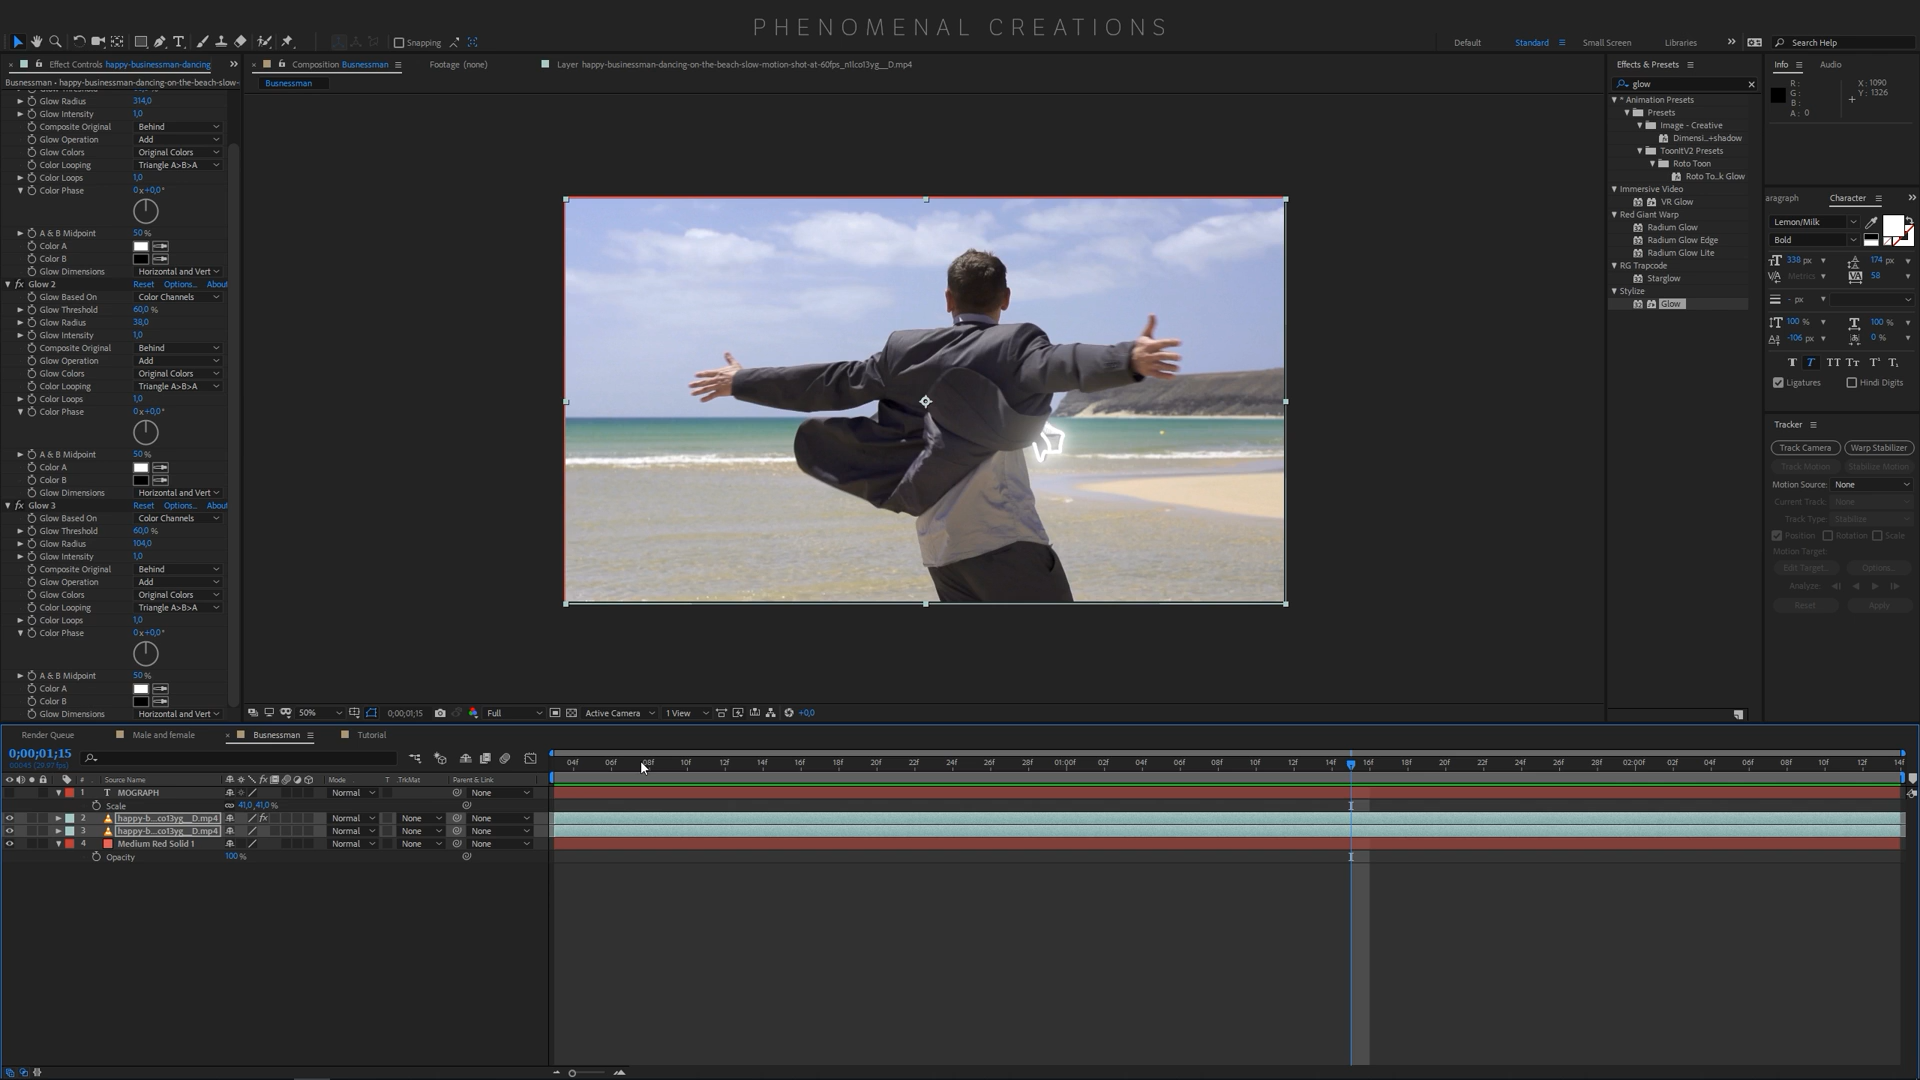 PHENOMENAL CREATIONS
Snapping
Default
Standard
Small Screen
Libraries
Search Help
Effect Controls happy-businessman-dancing
Composition Busnessman
Footage (none)
Layer happy-businessman-dancing-on-the-beach-slow-motion-shot-at-60fps_n1lco13yg__D.mp4
Busnessman • happy-businessman-dancing-on-the-beach-slow-
Busnessman
Glow Radius 314,0
Glow Intensity 1,0
Composite Original Behind
Glow Operation Add
Glow Colors Original Colors
Color Looping Triangle A>B>A
Color Loops 1,0
Color Phase 0x+0,0°
A & B Midpoint 50 %
Color A
Color B
Glow Dimensions Horizontal and Vert
fx Glow 2 Reset Options... About
Glow Based On Color Channels
Glow Threshold 60,0 %
Glow Radius 38,0
Glow Intensity 1,0
Composite Original Behind
Glow Operation Add
Glow Colors Original Colors
Color Looping Triangle A>B>A
Color Loops 1,0
Color Phase 0x+0,0°
A & B Midpoint 50 %
Color A
Color B
Glow Dimensions Horizontal and Vert
fx Glow 3 Reset Options... About
Glow Based On Color Channels
Glow Threshold 60,0 %
Glow Radius 104,0
Glow Intensity 1,0
Composite Original Behind
Glow Operation Add
Glow Colors Original Colors
Color Looping Triangle A>B>A
Color Loops 1,0
Color Phase 0x+0,0°
A & B Midpoint 50 %
Color A
Color B
Glow Dimensions Horizontal and Vert
50% 0;00;01;15 Full Active Camera 1 View +0,0
Effects & Presets
glow
* Animation Presets
Presets
Image - Creative
Dimensi...+shadow
ToonItV2 Presets
Roto Toon
Roto To...k Glow
Immersive Video
VR Glow
Red Giant Warp
Radium Glow
Radium Glow Edge
Radium Glow Lite
RG Trapcode
Starglow
Stylize
Glow
Info Audio
R :
G :
B :
A : 0
X : 1090
Y : 1326
aragraph Character
Lemon/Milk
Bold
338 px 174 px
Metrics 58
- px
100 % 100 %
-106 px 0 %
T T TT Tт T¹ T₁
Ligatures Hindi Digits
Tracker
Track Camera Warp Stabilizer
Track Motion Stabilize Motion
Motion Source: None
Current Track: None
Track Type: Stabilize
Position Rotation Scale
Motion Target:
Edit Target... Options...
Analyze:
Reset Apply
Render Queue Male and female Busnessman Tutorial
0;00;01;15
00045 (29.97 fps)
04f 06f 08f 10f 12f 14f 16f 18f 20f 22f 24f 26f 28f 01:00f 02f 04f 06f 08f 10f 12f 14f 16f 18f 20f 22f 24f 26f 28f 02:00f 04f 06f 08f 10f 12f 14f
# Source Name Mode T .TrkMat Parent & Link
1 T MOGRAPH Normal None
Scale 41,0,41,0 %
2 happy-b...co13yg__D.mp4 fx Normal None None
3 happy-b...co13yg__D.mp4 Normal None None
4 Medium Red Solid 1 Normal None None
Opacity 100 %